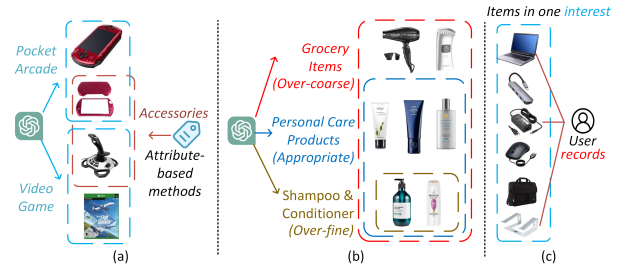 Pocket
Arcade
Video
Game
Accessories
Attribute-
based
methods
(a)
Grocery
Items
(Over-coarse)
Personal Care
Products
(Appropriate)
Shampoo &
Conditioner
(Over-fine)
(b)
Items in one interest
User
records
(c)